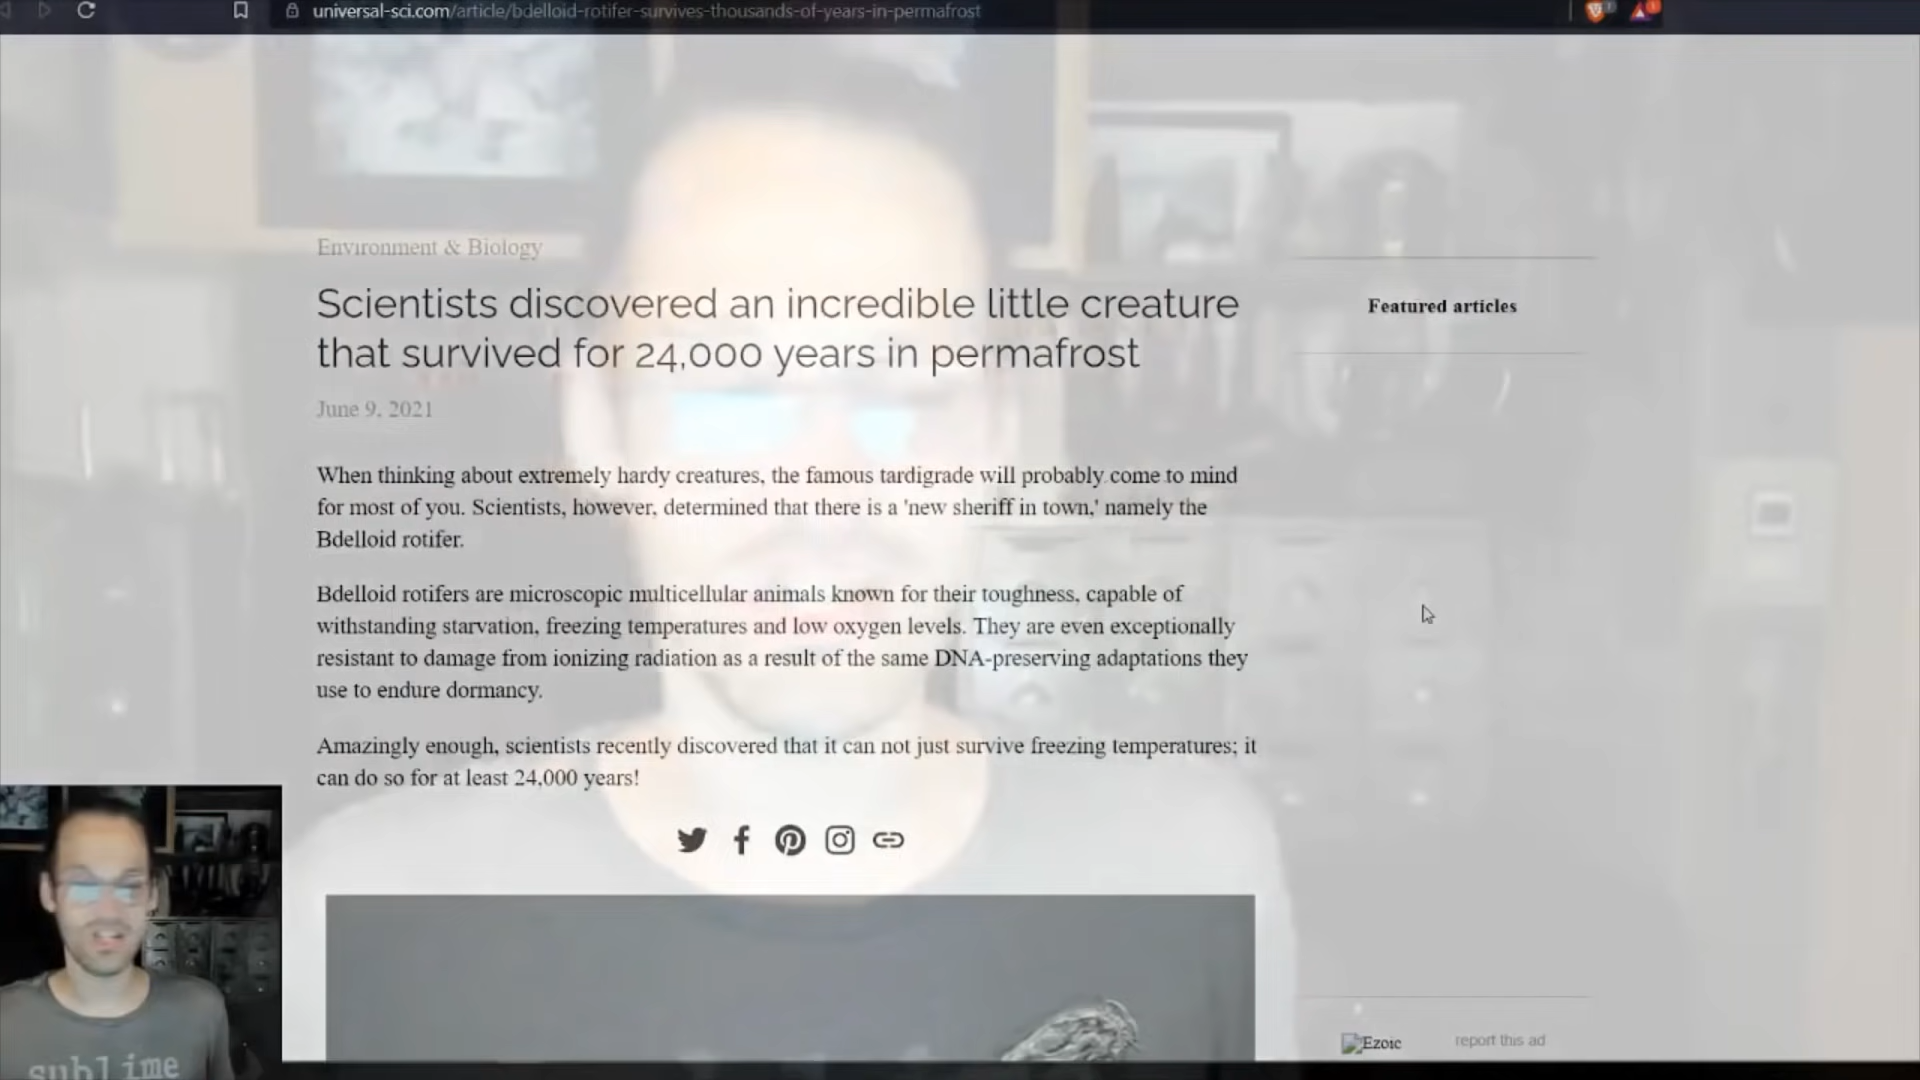 universal-sci.com/article/bdelloid-rotifer-survives-thousands-of-years-in-permafrost
Environment & Biology
Scientists discovered an incredible little creature
that survived for 24,000 years in permafrost
June 9, 2021
When thinking about extremely hardy creatures, the famous tardigrade will probably come to mind
for most of you. Scientists, however, determined that there is a 'new sheriff in town,' namely the
Bdelloid rotifer.
Bdelloid rotifers are microscopic multicellular animals known for their toughness, capable of
withstanding starvation, freezing temperatures and low oxygen levels. They are even exceptionally
resistant to damage from ionizing radiation as a result of the same DNA-preserving adaptations they
use to endure dormancy.
Amazingly enough, scientists recently discovered that it can not just survive freezing temperatures; it
can do so for at least 24,000 years!
Featured articles
Ezoic
report this ad
sublime